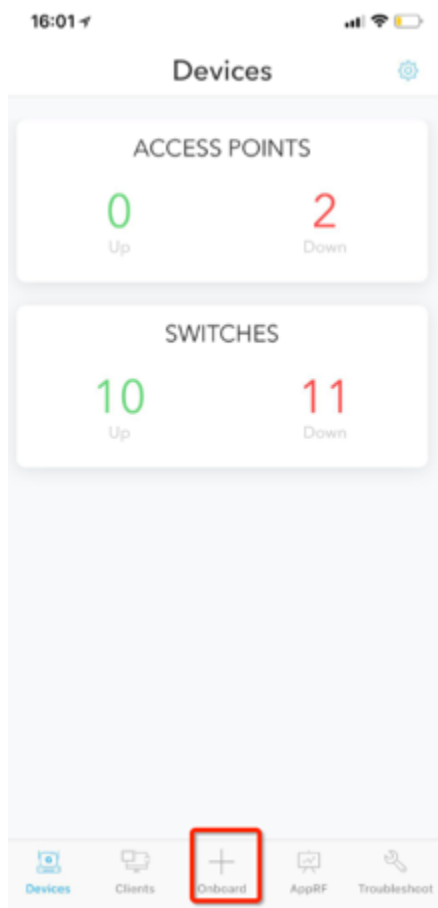 16:01
Devices
ACCESS POINTS
0 2
Up Down
SWITCHES
10 11
Up Down
Devices Clients Onboard AppRF Troubleshoot